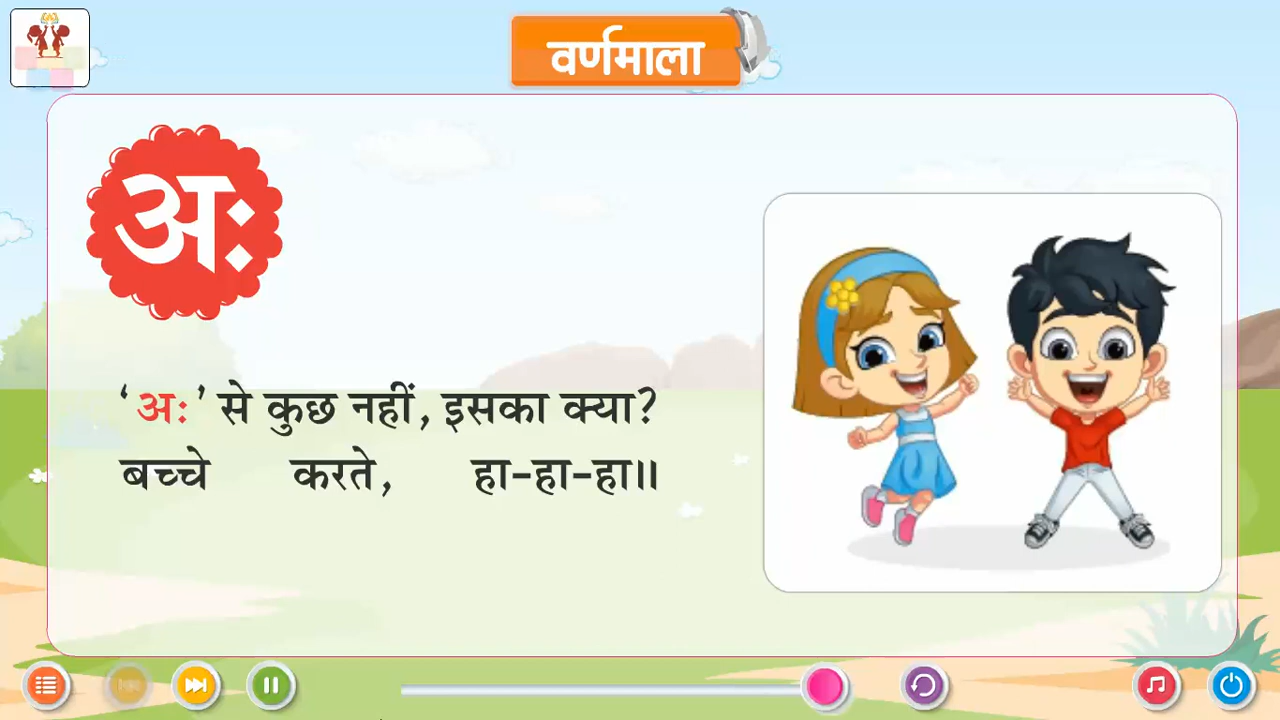 वर्णमाला
अः
‘अः’ से कुछ नहीं, इसका क्या?
बच्चे करते, हा-हा-हा॥